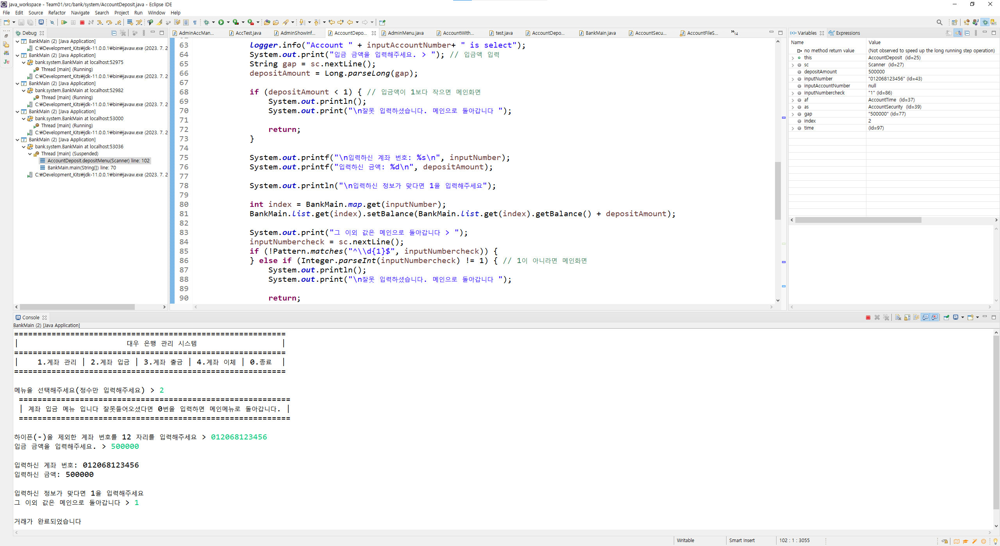 java_workspace - Team01/src/bank/system/AccountDeposit.java - Eclipse IDE
File Edit Source Refactor Navigate Search Project Run Window Help
Debug
BankMain (2) [Java Application]
C:₩Development_Kits₩jdk-11.0.0.1₩bin₩javaw.exe (2023. 7. 2
BankMain (2) [Java Application]
bank.system.BankMain at localhost:52975
Thread [main] (Running)
C:₩Development_Kits₩jdk-11.0.0.1₩bin₩javaw.exe (2023. 7. 2
BankMain (2) [Java Application]
bank.system.BankMain at localhost:52982
Thread [main] (Running)
C:₩Development_Kits₩jdk-11.0.0.1₩bin₩javaw.exe (2023. 7. 2
BankMain (2) [Java Application]
bank.system.BankMain at localhost:53000
Thread [main] (Running)
C:₩Development_Kits₩jdk-11.0.0.1₩bin₩javaw.exe (2023. 7. 2
BankMain (2) [Java Application]
bank.system.BankMain at localhost:53036
Thread [main] (Suspended)
AccountDeposit.depositMenu(Scanner) line: 102
BankMain.main(String[]) line: 70
C:₩Development_Kits₩jdk-11.0.0.1₩bin₩javaw.exe (2023. 7. 2
AdminAccMan... AccTest.java AdminShowInf... AccountDepo... AdminMenu.java AccountWith... test.java AccountDepo... BankMain.java AccountSecu... AccountFileS... 14
63 logger.info("Account " + inputAccountNumber+ " is select");
64 System.out.print("입금 금액을 입력해주세요. > "); // 입금액 입력
65 String gap = sc.nextLine();
66 depositAmount = Long.parseLong(gap);
67
68 if (depositAmount < 1) { // 입금액이 1보다 작으면 메인화면
69 System.out.println();
70 System.out.print("\n잘못 입력하셨습니다. 메인으로 돌아갑니다 ");
71
72 return;
73 }
74
75 System.out.printf("\n입력하신 계좌 번호: %s\n", inputNumber);
76 System.out.printf("입력하신 금액: %d\n", depositAmount);
77
78 System.out.println("\n입력하신 정보가 맞다면 1을 입력해주세요");
79
80 int index = BankMain.map.get(inputNumber);
81 BankMain.list.get(index).setBalance(BankMain.list.get(index).getBalance() + depositAmount);
82
83 System.out.print("그 이외 값은 메인으로 돌아갑니다 > ");
84 inputNumbercheck = sc.nextLine();
85 if (!Pattern.matches("^\\d{1}$", inputNumbercheck)) {
86 } else if (Integer.parseInt(inputNumbercheck) != 1) { // 1이 아니라면 메인화면
87 System.out.println();
88 System.out.print("\n잘못 입력하셨습니다. 메인으로 돌아갑니다 ");
89
90 return;
Variables Expressions
Name Value
no method return value (Not observed to speed up the long running step operation)
this AccountDeposit (id=25)
sc Scanner (id=27)
depositAmount 500000
inputNumber "012068123456" (id=43)
inputAccountNumber null
inputNumbercheck "1" (id=86)
af AccountTime (id=37)
as AccountSecurity (id=39)
gap "500000" (id=77)
index 2
time (id=97)
Console
BankMain (2) [Java Application]
==========================================================
| 대우 은행 관리 시스템 |
==========================================================
| 1.계좌 관리 | 2.계좌 입금 | 3.계좌 출금 | 4.계좌 이체 | 0.종료 |
==========================================================
메뉴을 선택해주세요(정수만 입력해주세요) > 2
==========================================================
| 계좌 입금 메뉴 입니다 잘못들어오셨다면 0번을 입력하면 메인메뉴로 돌아갑니다. |
==========================================================
하이픈(-)을 제외한 계좌 번호를 12 자리를 입력해주세요 > 012068123456
입금 금액을 입력해주세요. > 500000
입력하신 계좌 번호: 012068123456
입력하신 금액: 500000
입력하신 정보가 맞다면 1을 입력해주세요
그 이외 값은 메인으로 돌아갑니다 > 1
거래가 완료되었습니다
Writable Smart Insert 102 : 1 : 3055